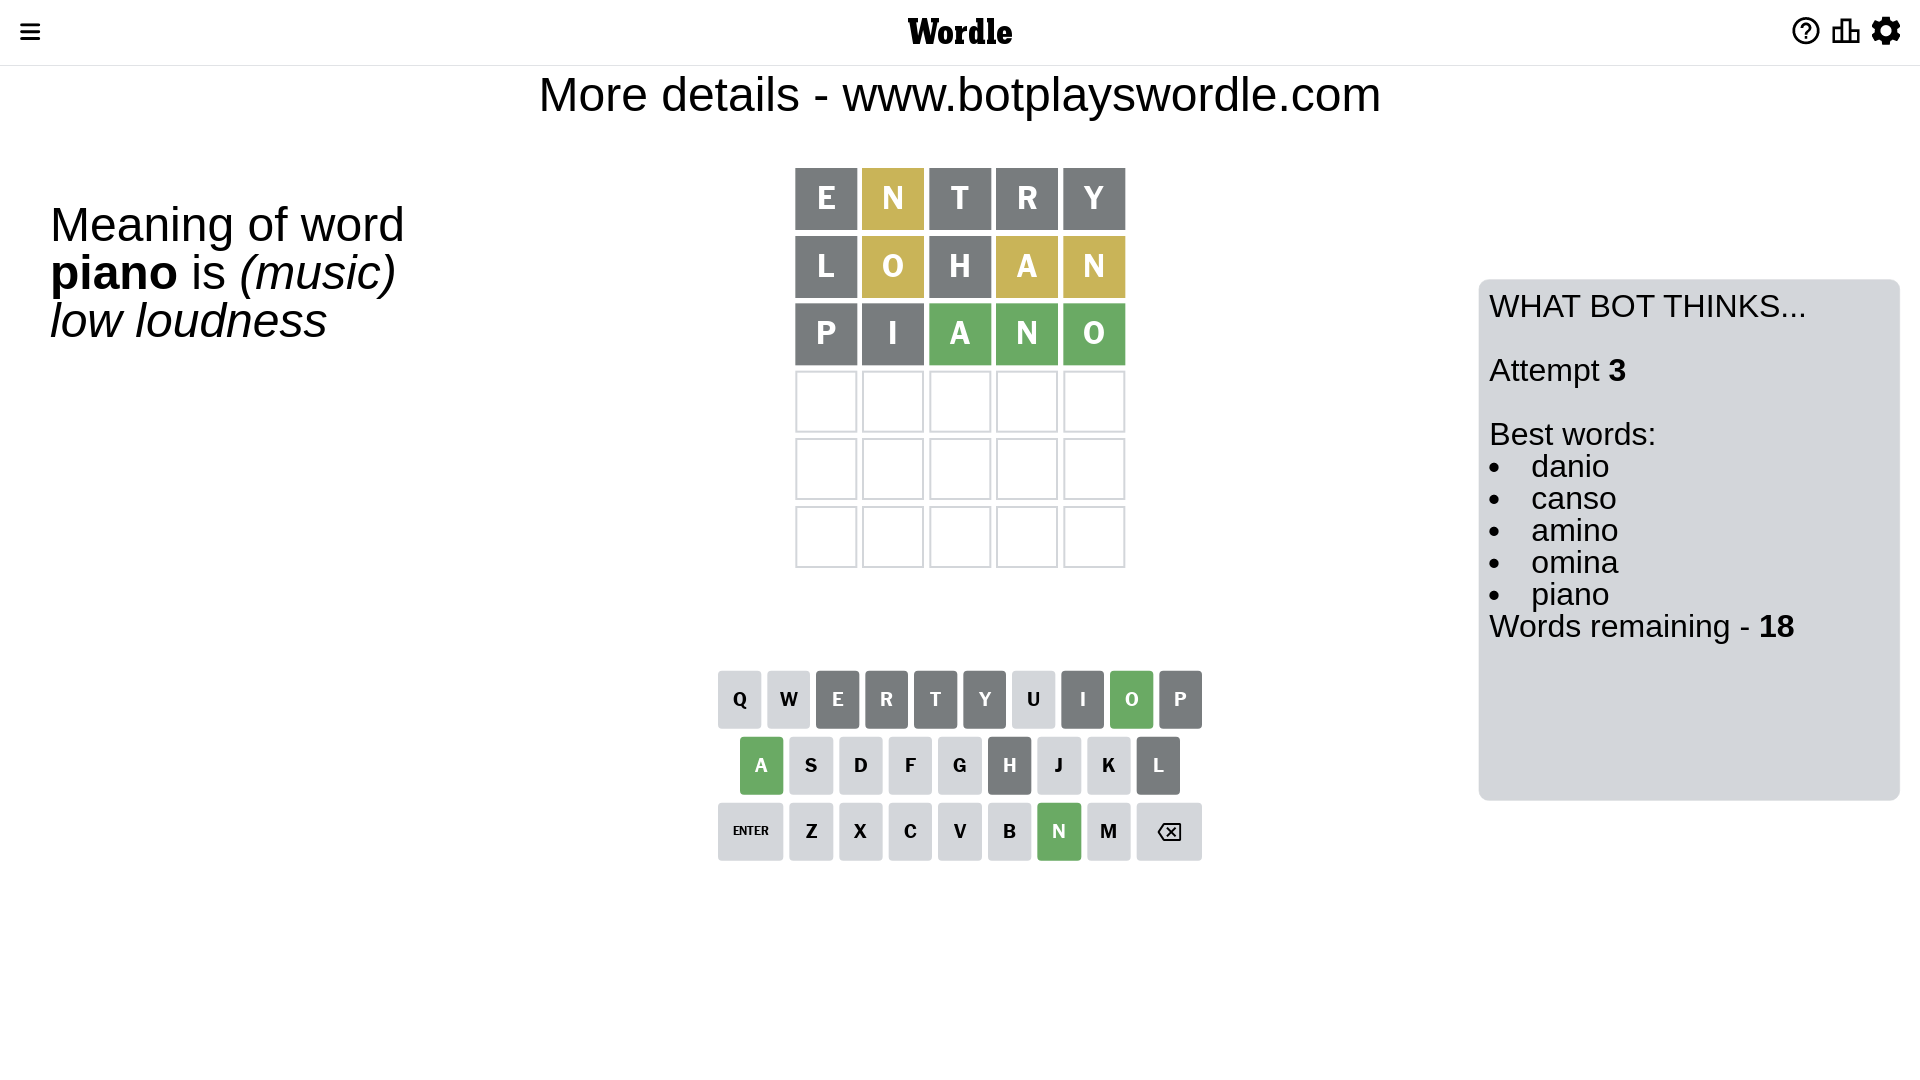 Wordle
More details - www.botplayswordle.com
Meaning of word
piano is (music)
low loudness
E N T R Y
L O H A N
P I A N O
WHAT BOT THINKS...
Attempt 3
Best words:
• danio
• canso
• amino
• omina
• piano
Words remaining - 18
Q W E R T Y U I O P
A S D F G H J K L
ENTER Z X C V B N M